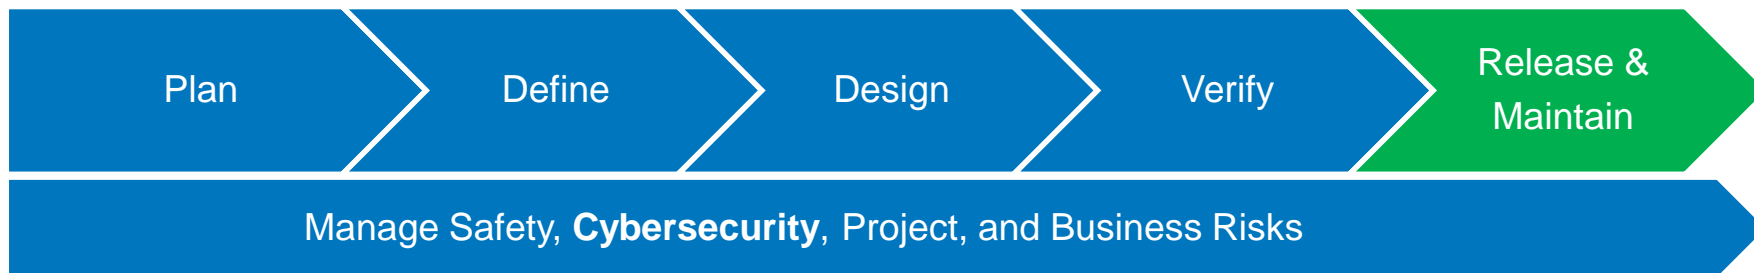 Plan
Define
Design
Verify
Release &
Maintain
Manage Safety, Cybersecurity, Project, and Business Risks